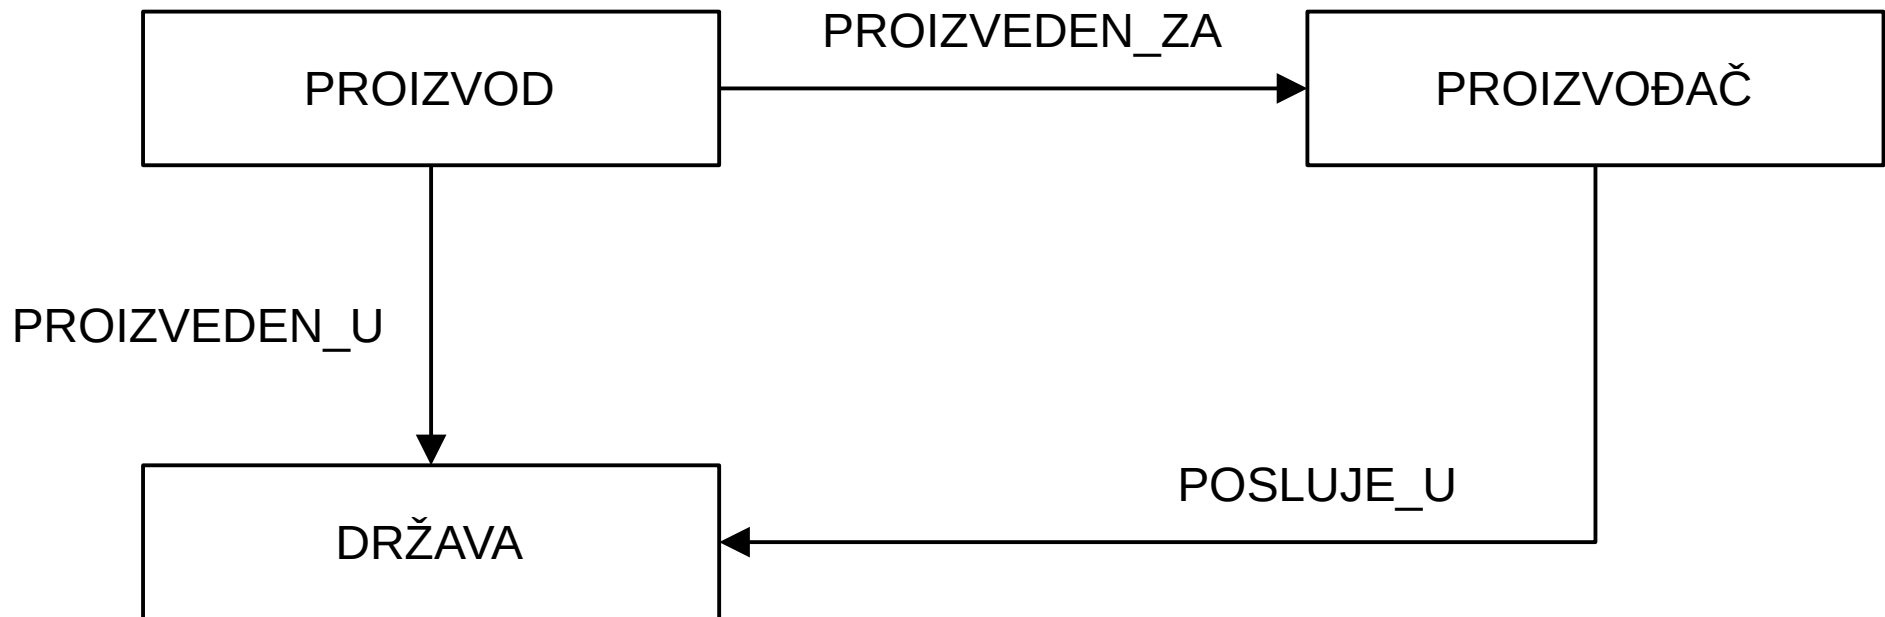 PROIZVEDEN_ZA
PROIZVOD
PROIZVOĐAČ
PROIZVEDEN_U
POSLUJE_U
DRŽAVA